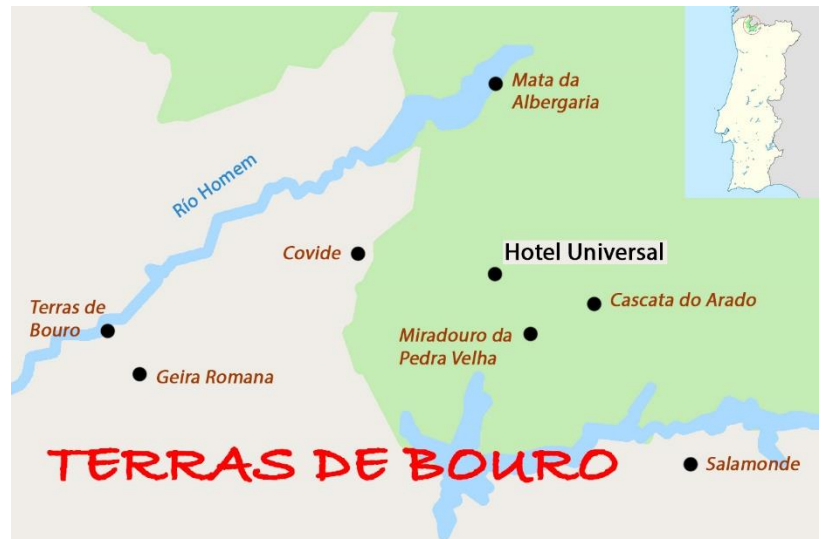 Mata da
Albergaria
Río Homem
Covide
Hotel Universal
Cascata do Arado
Terras de
Bouro
Miradouro da
Pedra Velha
Geira Romana
TERRAS DE BOURO
Salamonde